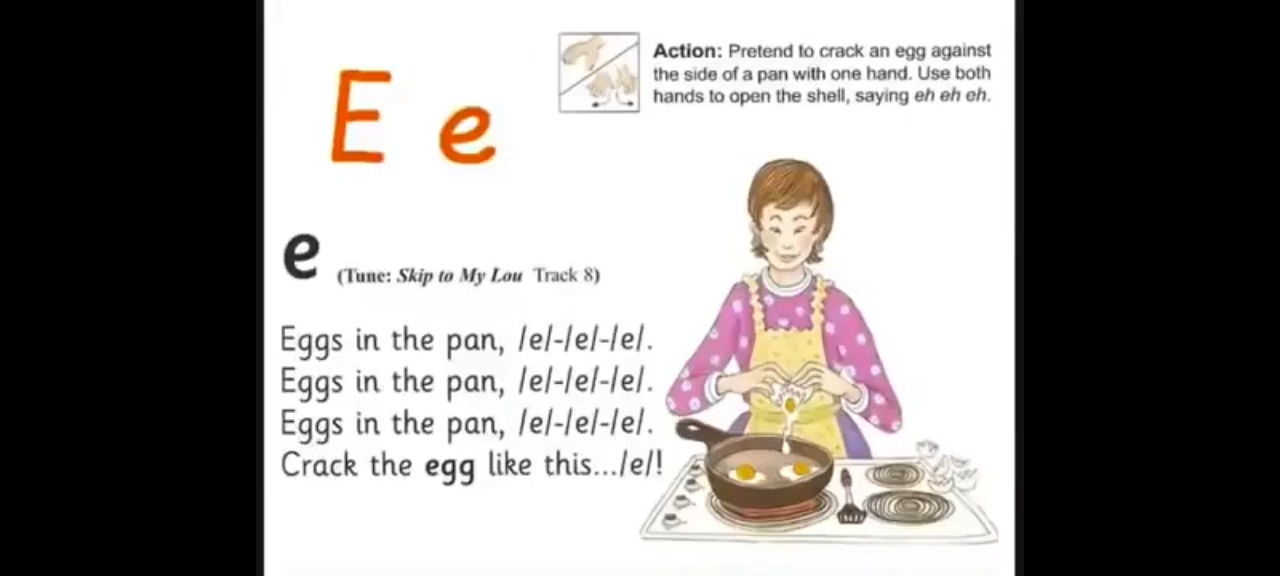 E e
Action: Pretend to crack an egg against
the side of a pan with one hand. Use both
hands to open the shell, saying eh eh eh.
e
(Tune: Skip to My Lou Track 8)
Eggs in the pan, /e/-/e/-/e/.
Eggs in the pan, /e/-/e/-/e/.
Eggs in the pan, /e/-/e/-/e/.
Crack the egg like this.../e/!